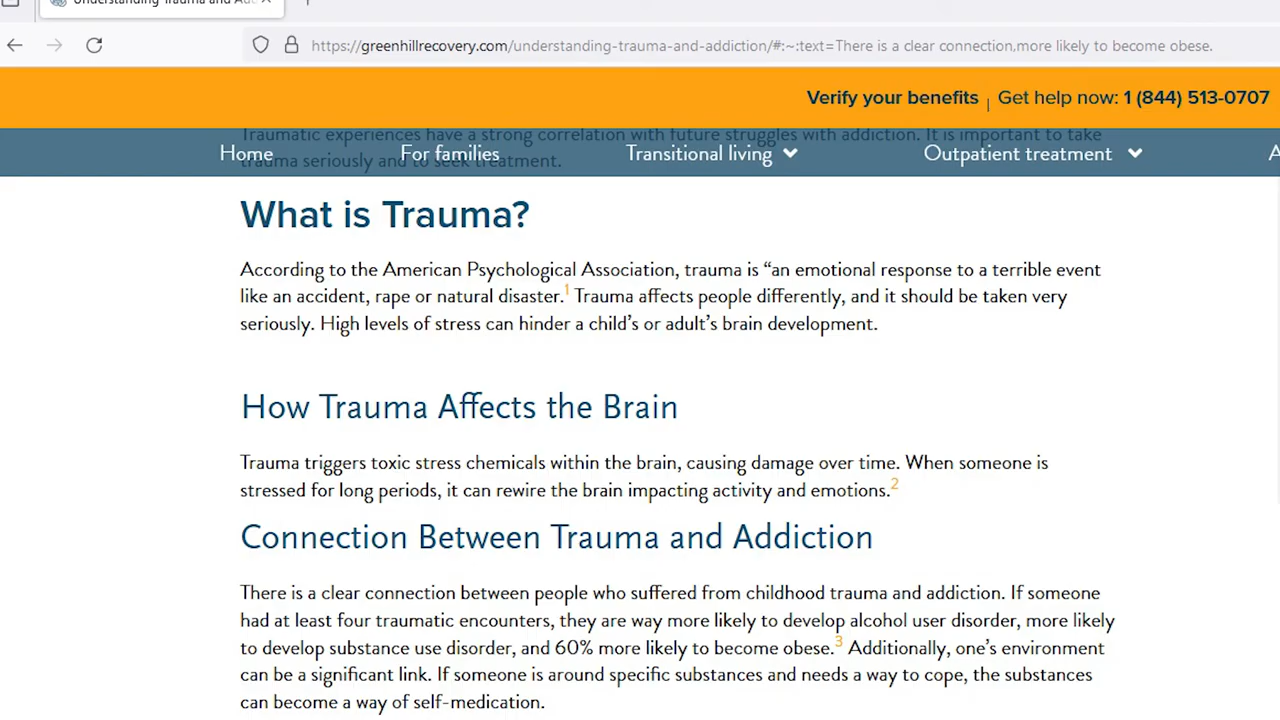 Understanding Trauma and Add
https://greenhillrecovery.com/understanding-trauma-and-addiction/#:~:text=There is a clear connection,more likely to become obese.
Verify your benefits | Get help now: 1 (844) 513-0707
Traumatic experiences have a strong correlation with future struggles with addiction. It is important to take
trauma seriously and to seek treatment.
Home For families Transitional living Outpatient treatment A
What is Trauma?
According to the American Psychological Association, trauma is “an emotional response to a terrible event
like an accident, rape or natural disaster.1 Trauma affects people differently, and it should be taken very
seriously. High levels of stress can hinder a child’s or adult’s brain development.
How Trauma Affects the Brain
Trauma triggers toxic stress chemicals within the brain, causing damage over time. When someone is
stressed for long periods, it can rewire the brain impacting activity and emotions.2
Connection Between Trauma and Addiction
There is a clear connection between people who suffered from childhood trauma and addiction. If someone
had at least four traumatic encounters, they are way more likely to develop alcohol user disorder, more likely
to develop substance use disorder, and 60% more likely to become obese.3 Additionally, one’s environment
can be a significant link. If someone is around specific substances and needs a way to cope, the substances
can become a way of self-medication.